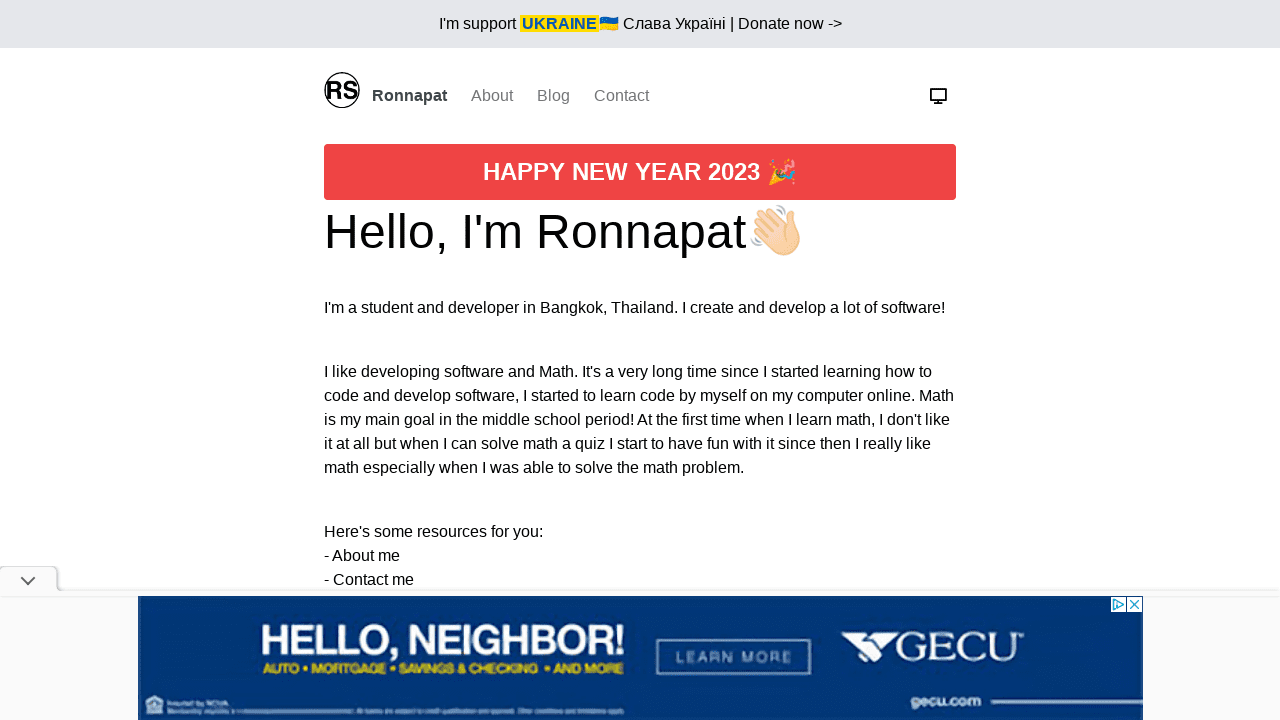 I'm support UKRAINE🇺🇦 Слава Україні | Donate now ->
RS Ronnapat About Blog Contact
HAPPY NEW YEAR 2023 🎉
Hello, I'm Ronnapat👋🏻
I'm a student and developer in Bangkok, Thailand. I create and develop a lot of software!
I like developing software and Math. It's a very long time since I started learning how to
code and develop software, I started to learn code by myself on my computer online. Math
is my main goal in the middle school period! At the first time when I learn math, I don't like
it at all but when I can solve math a quiz I start to have fun with it since then I really like
math especially when I was able to solve the math problem.
Here's some resources for you:
- About me
- Contact me
HELLO, NEIGHBOR!
AUTO • MORTGAGE • SAVINGS & CHECKING • AND MORE
LEARN MORE
GECU
Insured by NCUA
gecu.com